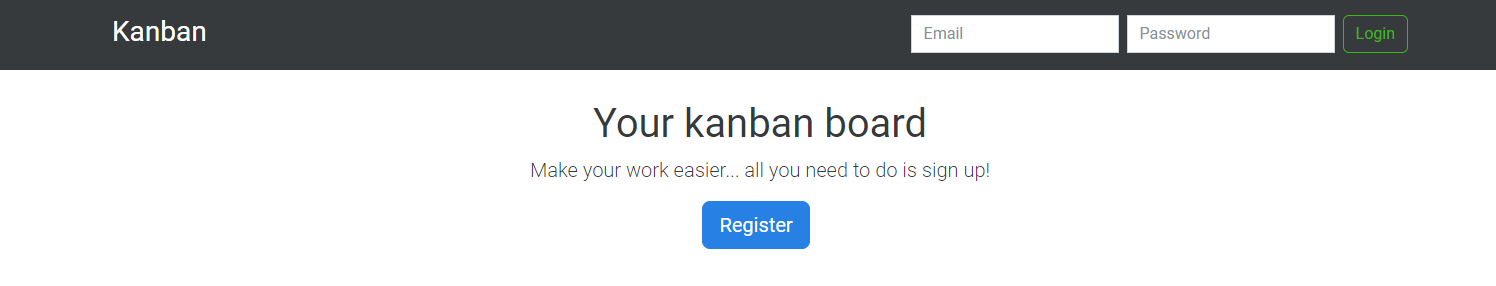 Kanban
Email
Password
Login
Your kanban board
Make your work easier... all you need to do is sign up!
Register